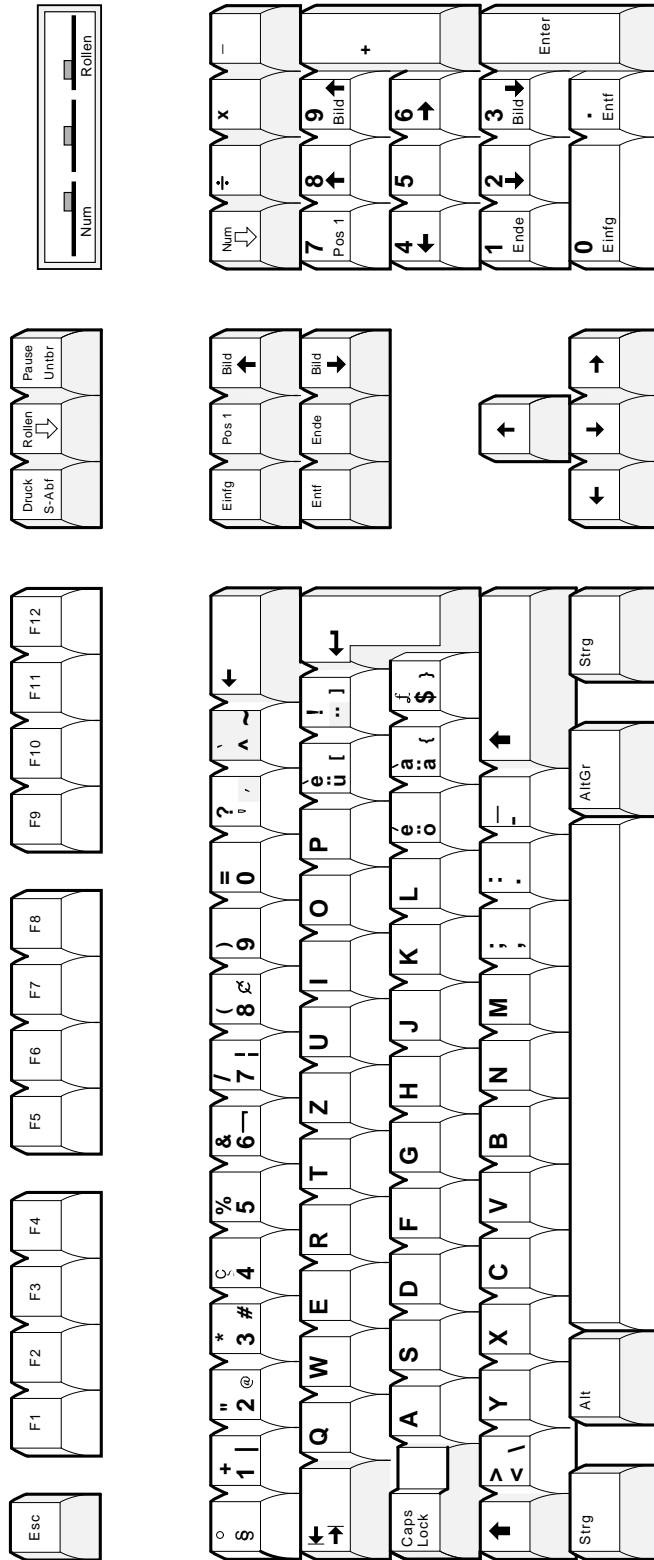 Esc F1 F2 F3 F4 F5 F6 F7 F8 F9 F10 F11 F12 Druck S-Abf Rollen ⇩ Pause Untbr Num Rollen
° § + 1 | " 2 @ * 3 # ç 4 % 5 & 6 ¬ / 7 ¦ ( 8 ¢ ) 9 = 0 ? ' ´ ` ^ ~ ← Einfg Pos 1 Bild ↑ Num ⇩ ÷ x –
⇤ ⇥ Q W E R T Z U I O P è ü [ ! ¨ ] ↵ Entf Ende Bild ↓ 7 Pos 1 8 ↑ 9 Bild ↑ +
Caps Lock A S D F G H J K L é ö à ä { £ $ } 4 ← 5 6 →
↑ > < \ Y X C V B N M ; , : . _ - ↑ ↑ 1 Ende 2 ↓ 3 Bild ↓ Enter
Strg Alt AltGr Strg ← ↓ → 0 Einfg . Entf